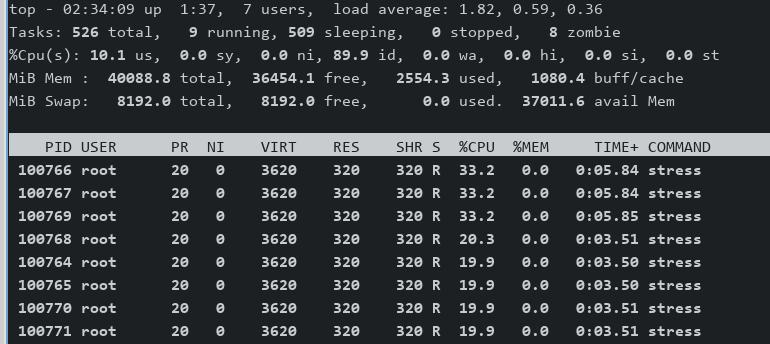 top - 02:34:09 up  1:37,  7 users,  load average: 1.82, 0.59, 0.36
Tasks: 526 total,   9 running, 509 sleeping,   0 stopped,   8 zombie
%Cpu(s): 10.1 us,  0.0 sy,  0.0 ni, 89.9 id,  0.0 wa,  0.0 hi,  0.0 si,  0.0 st
MiB Mem :  40088.8 total,  36454.1 free,   2554.3 used,   1080.4 buff/cache
MiB Swap:   8192.0 total,   8192.0 free,      0.0 used.  37011.6 avail Mem
PID USER      PR  NI    VIRT    RES    SHR S  %CPU  %MEM     TIME+ COMMAND
100766 root      20   0    3620    320    320 R  33.2   0.0   0:05.84 stress
100767 root      20   0    3620    320    320 R  33.2   0.0   0:05.84 stress
100769 root      20   0    3620    320    320 R  33.2   0.0   0:05.85 stress
100768 root      20   0    3620    320    320 R  20.3   0.0   0:03.51 stress
100764 root      20   0    3620    320    320 R  19.9   0.0   0:03.50 stress
100765 root      20   0    3620    320    320 R  19.9   0.0   0:03.50 stress
100770 root      20   0    3620    320    320 R  19.9   0.0   0:03.51 stress
100771 root      20   0    3620    320    320 R  19.9   0.0   0:03.51 stress